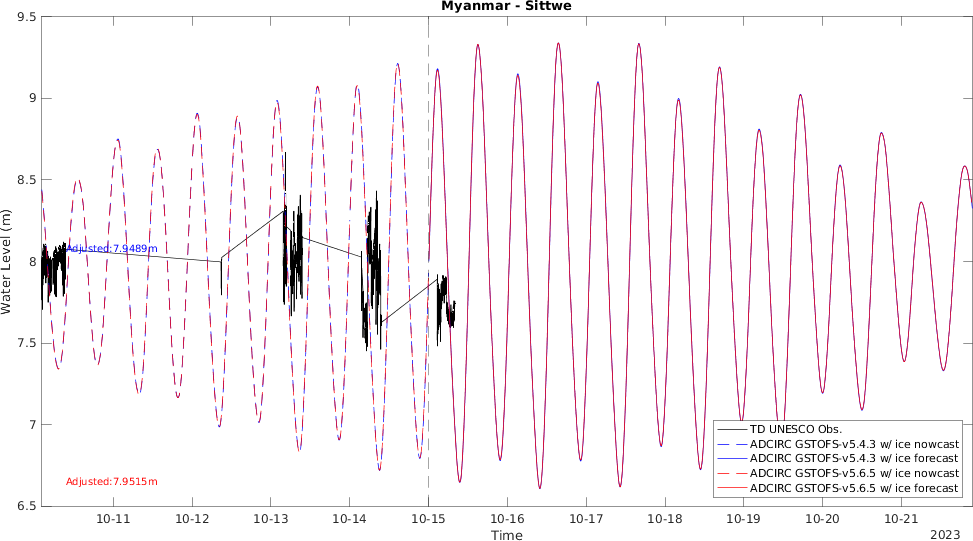 Myanmar - Sittwe
9.5
9
8.5
8
7.5
7
6.5
Water Level (m)
Adjusted:7.9489m
Adjusted:7.9515m
TD UNESCO Obs.
ADCIRC GSTOFS-v5.4.3 w/ ice nowcast
ADCIRC GSTOFS-v5.4.3 w/ ice forecast
ADCIRC GSTOFS-v5.6.5 w/ ice nowcast
ADCIRC GSTOFS-v5.6.5 w/ ice forecast
10-11 10-12 10-13 10-14 10-15 10-16 10-17 10-18 10-19 10-20 10-21
Time
2023